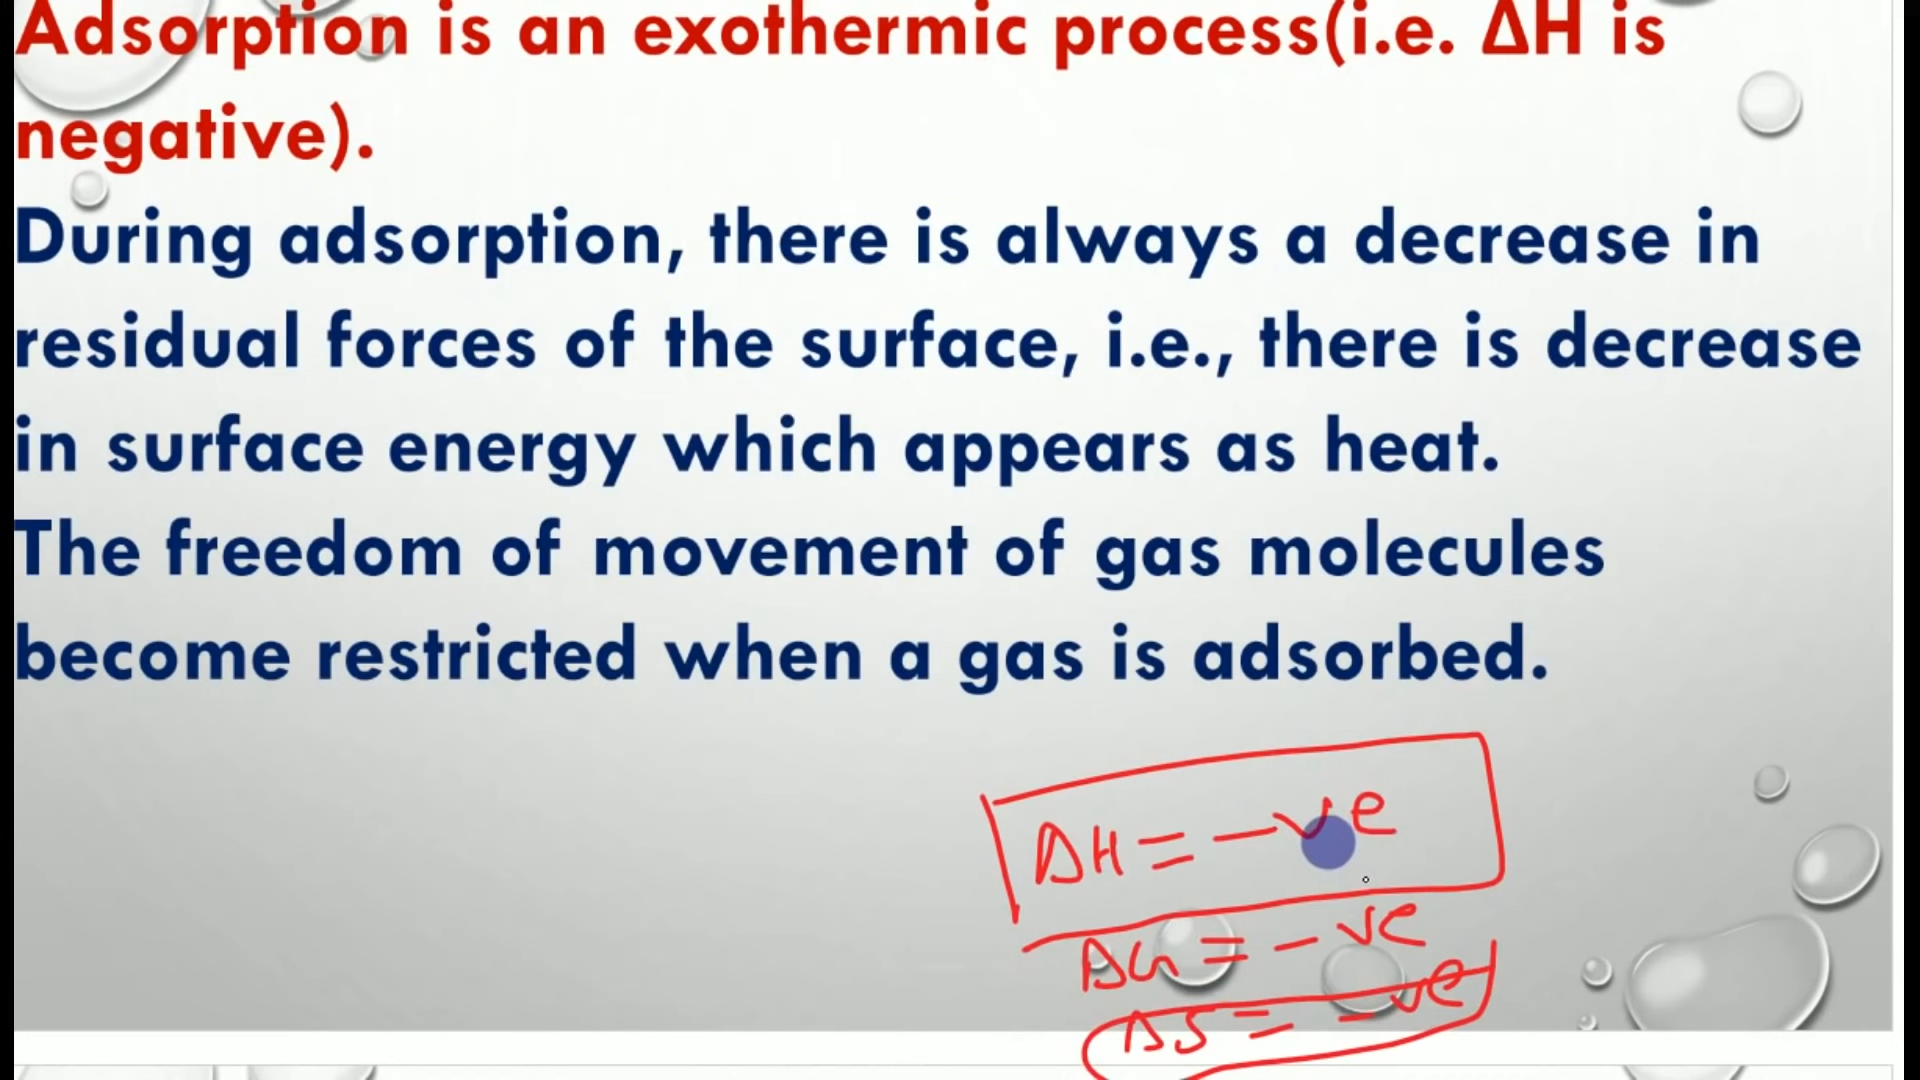 Adsorption is an exothermic process(i.e. ΔH is
negative).
During adsorption, there is always a decrease in
residual forces of the surface, i.e., there is decrease
in surface energy which appears as heat.
The freedom of movement of gas molecules
become restricted when a gas is adsorbed.
ΔH = -ve
ΔG = -ve
ΔS = -ve